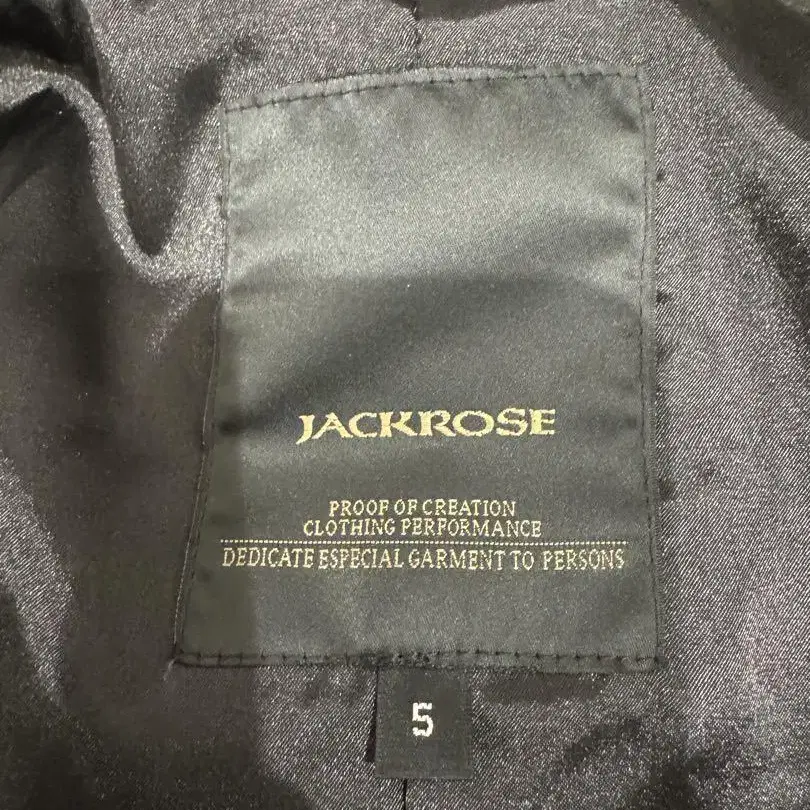 JACKROSE
PROOF OF CREATION
CLOTHING PERFORMANCE
DEDICATE ESPECIAL GARMENT TO PERSONS
5